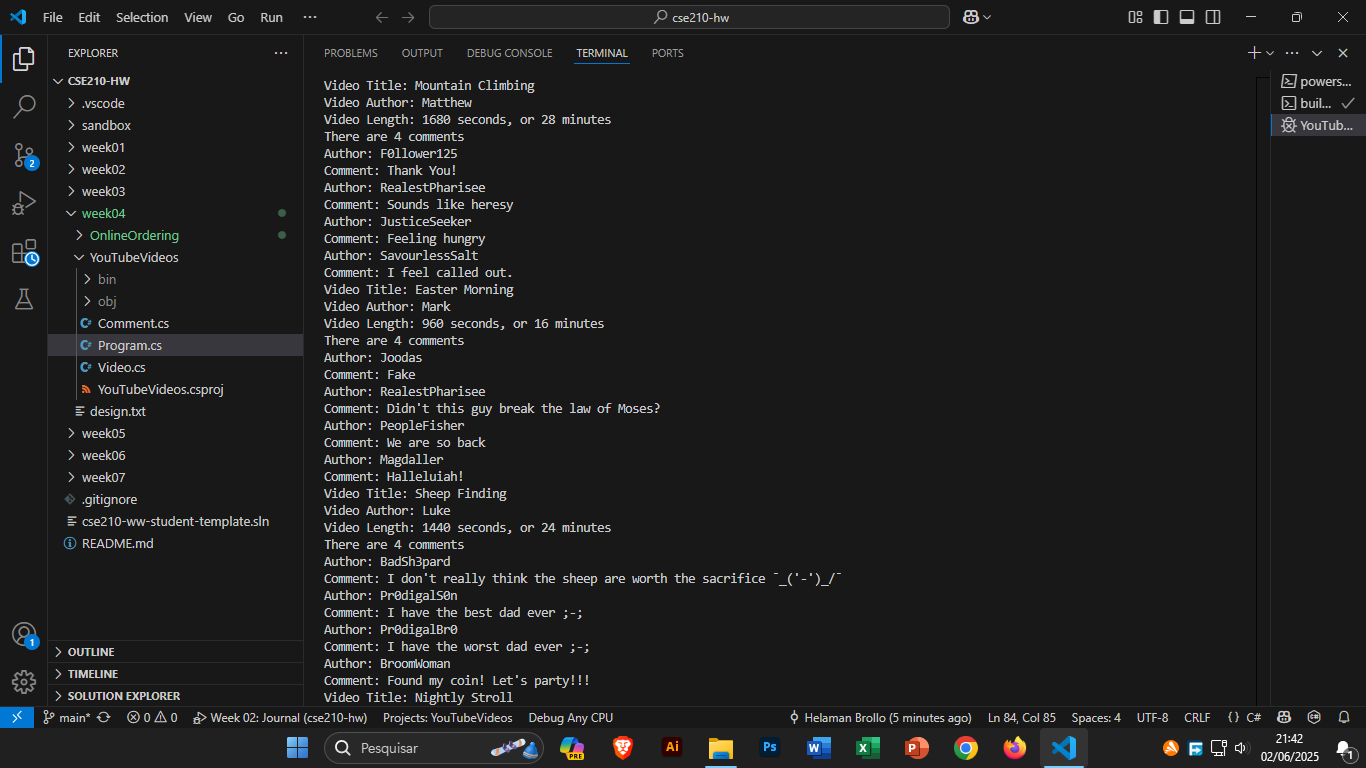 File Edit Selection View Go Run ···
cse210-hw
EXPLORER
CSE210-HW
.vscode
sandbox
week01
week02
week03
week04
OnlineOrdering
YouTubeVideos
bin
obj
Comment.cs
Program.cs
Video.cs
YouTubeVideos.csproj
design.txt
week05
week06
week07
.gitignore
cse210-ww-student-template.sln
README.md
OUTLINE
TIMELINE
SOLUTION EXPLORER
2
1
PROBLEMS OUTPUT DEBUG CONSOLE TERMINAL PORTS
Video Title: Mountain Climbing
Video Author: Matthew
Video Length: 1680 seconds, or 28 minutes
There are 4 comments
Author: F0llower125
Comment: Thank You!
Author: RealestPharisee
Comment: Sounds like heresy
Author: JusticeSeeker
Comment: Feeling hungry
Author: SavourlessSalt
Comment: I feel called out.
Video Title: Easter Morning
Video Author: Mark
Video Length: 960 seconds, or 16 minutes
There are 4 comments
Author: Joodas
Comment: Fake
Author: RealestPharisee
Comment: Didn't this guy break the law of Moses?
Author: PeopleFisher
Comment: We are so back
Author: Magdaller
Comment: Halleluiah!
Video Title: Sheep Finding
Video Author: Luke
Video Length: 1440 seconds, or 24 minutes
There are 4 comments
Author: BadSh3pard
Comment: I don't really think the sheep are worth the sacrifice ¯_('-')_/¯
Author: Pr0digalS0n
Comment: I have the best dad ever ;-;
Author: Pr0digalBr0
Comment: I have the worst dad ever ;-;
Author: BroomWoman
Comment: Found my coin! Let's party!!!
Video Title: Nightly Stroll
powers...
buil...
YouTub...
main* 0 0 Week 02: Journal (cse210-hw) Projects: YouTubeVideos Debug Any CPU Helaman Brollo (5 minutes ago) Ln 84, Col 85 Spaces: 4 UTF-8 CRLF {} C#
Pesquisar
PRE
Ai
Ps
21:42
02/06/2025
1